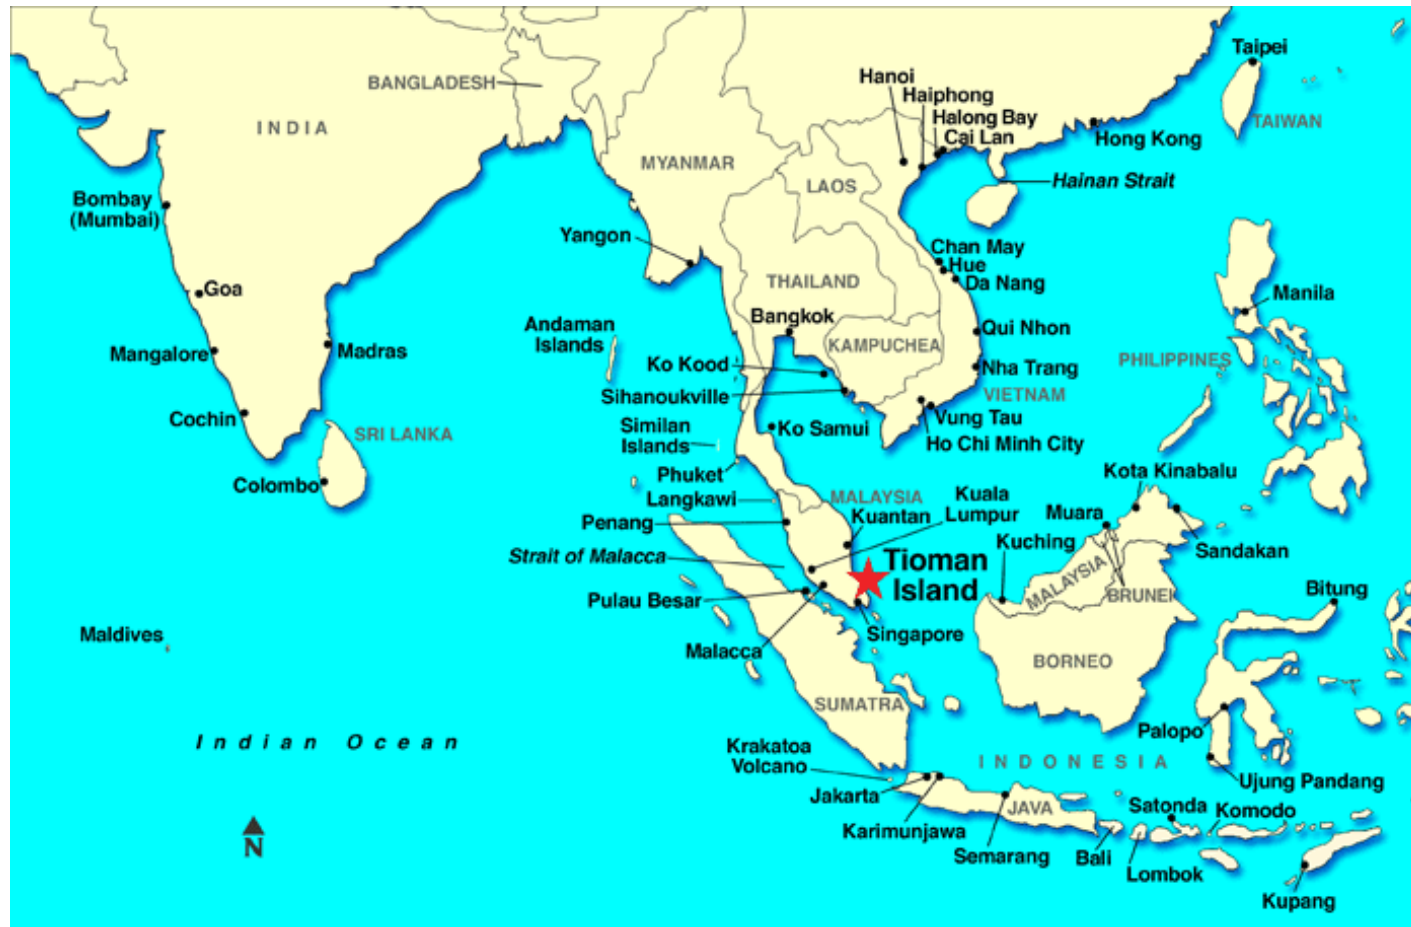 Taipei
Hanoi
BANGLADESH
Haiphong
Halong Bay
TAIWAN
INDIA
Cai Lan
Hong Kong
MYANMAR
LAOS
Hainan Strait
Bombay
(Mumbai)
Yangon
Chan May
Hue
THAILAND
Da Nang
Goa
Manila
Bangkok
Andaman
Islands
Qui Nhon
Mangalore
Madras
KAMPUCHEA
PHILIPPINES
Ko Kood
Nha Trang
Sihanoukville
VIETNAM
Cochin
Vung Tau
SRI LANKA
Similan
Islands
Ko Samui
Ho Chi Minh City
Phuket
Kota Kinabalu
Colombo
Langkawi
MALAYSIA
Kuala
Lumpur
Penang
Kuantan
Muara
Kuching
Sandakan
Strait of Malacca
Tioman
Island
MALAYSIA
BRUNEI
Bitung
Pulau Besar
Maldives
Singapore
Malacca
BORNEO
SUMATRA
Palopo
Indian Ocean
Krakatoa
Volcano
INDONESIA
Ujung Pandang
Jakarta
JAVA
Satonda
Komodo
Karimunjawa
N
Semarang
Bali
Lombok
Kupang